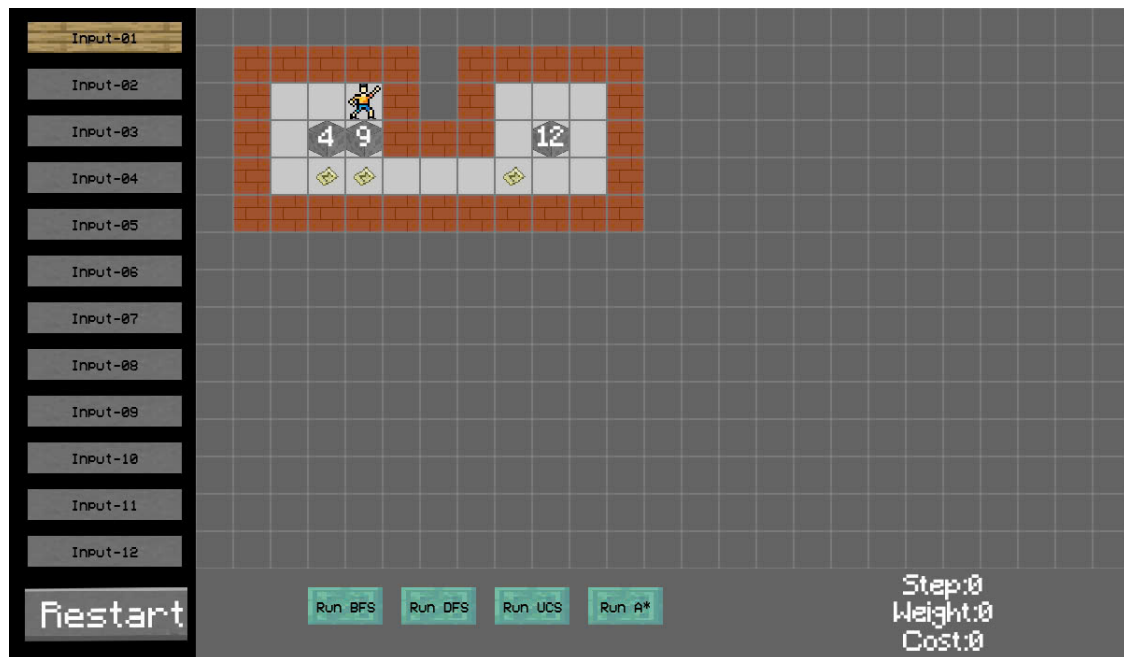 Input-01
Input-02
Input-03
Input-04
Input-05
Input-06
Input-07
Input-08
Input-09
Input-10
Input-11
Input-12
Restart
4 9 12
Run BFS Run DFS Run UCS Run A*
Step:0
Weight:0
Cost:0